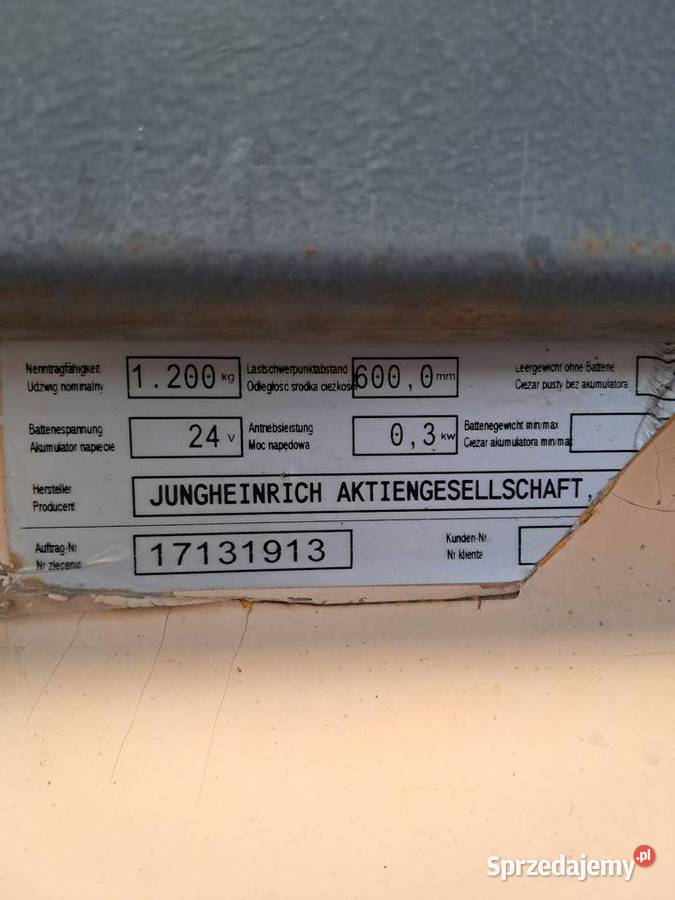 Nenntragfähigkeit 1.200 kg Lastschwerpunktabstand 600,0 mm Leergewicht ohne Batterie
Udźwig nominalny Odległość środka ciężkości Ciężar pusty bez akumulatora
Batteriespannung 24 V Antriebsleistung 0,3 kW Batteriegewicht min/max
Akumulator napięcie Moc napędowa Ciężar akumulatora min/max
Hersteller JUNGHEINRICH AKTIENGESELLSCHAFT,
Producent
Auftrag-Nr 17131913 Kunden-Nr.
Nr zlecenia Nr klienta
Sprzedajemy.pl